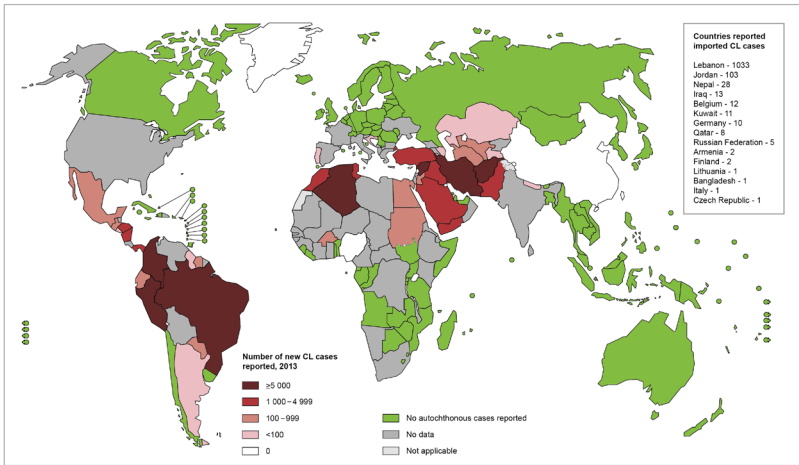 Countries reported
imported CL cases
Lebanon - 1033
Jordan - 103
Nepal - 28
Iraq - 13
Belgium - 12
Kuwait - 11
Germany - 10
Qatar - 8
Russian Federation - 5
Armenia - 2
Finland - 2
Lithuania - 1
Bangladesh - 1
Italy - 1
Czech Republic - 1
Number of new CL cases
reported, 2013
≥5 000
1 000–4 999
100–999
<100
0
No autochthonous cases reported
No data
Not applicable